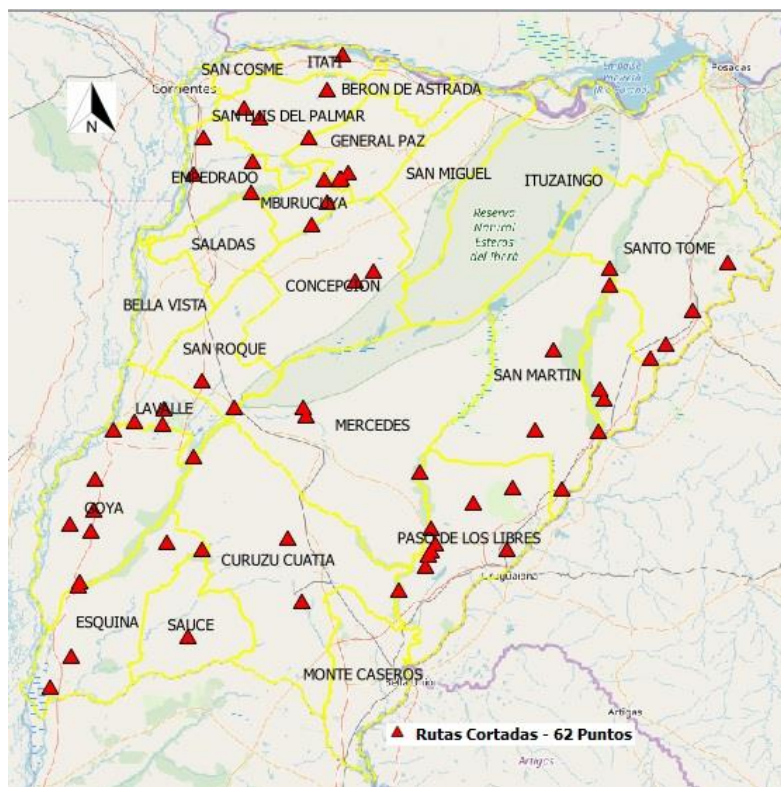 ITATI
SAN COSME
Posadas
Corrientes
BERON DE ASTRADA
SAN LUIS DEL PALMAR
GENERAL PAZ
N
EMPEDRADO
SAN MIGUEL
ITUZAINGO
MBURUCUYA
Reserva
Natural
Esteros
del Iberá
SALADAS
SANTO TOME
CONCEPCION
BELLA VISTA
SAN ROQUE
SAN MARTIN
LAVALLE
MERCEDES
GOYA
PASO DE LOS LIBRES
CURUZU CUATIA
Uruguaiana
ESQUINA
SAUCE
MONTE CASEROS
Artigas
Rutas Cortadas - 62 Puntos
Artigas